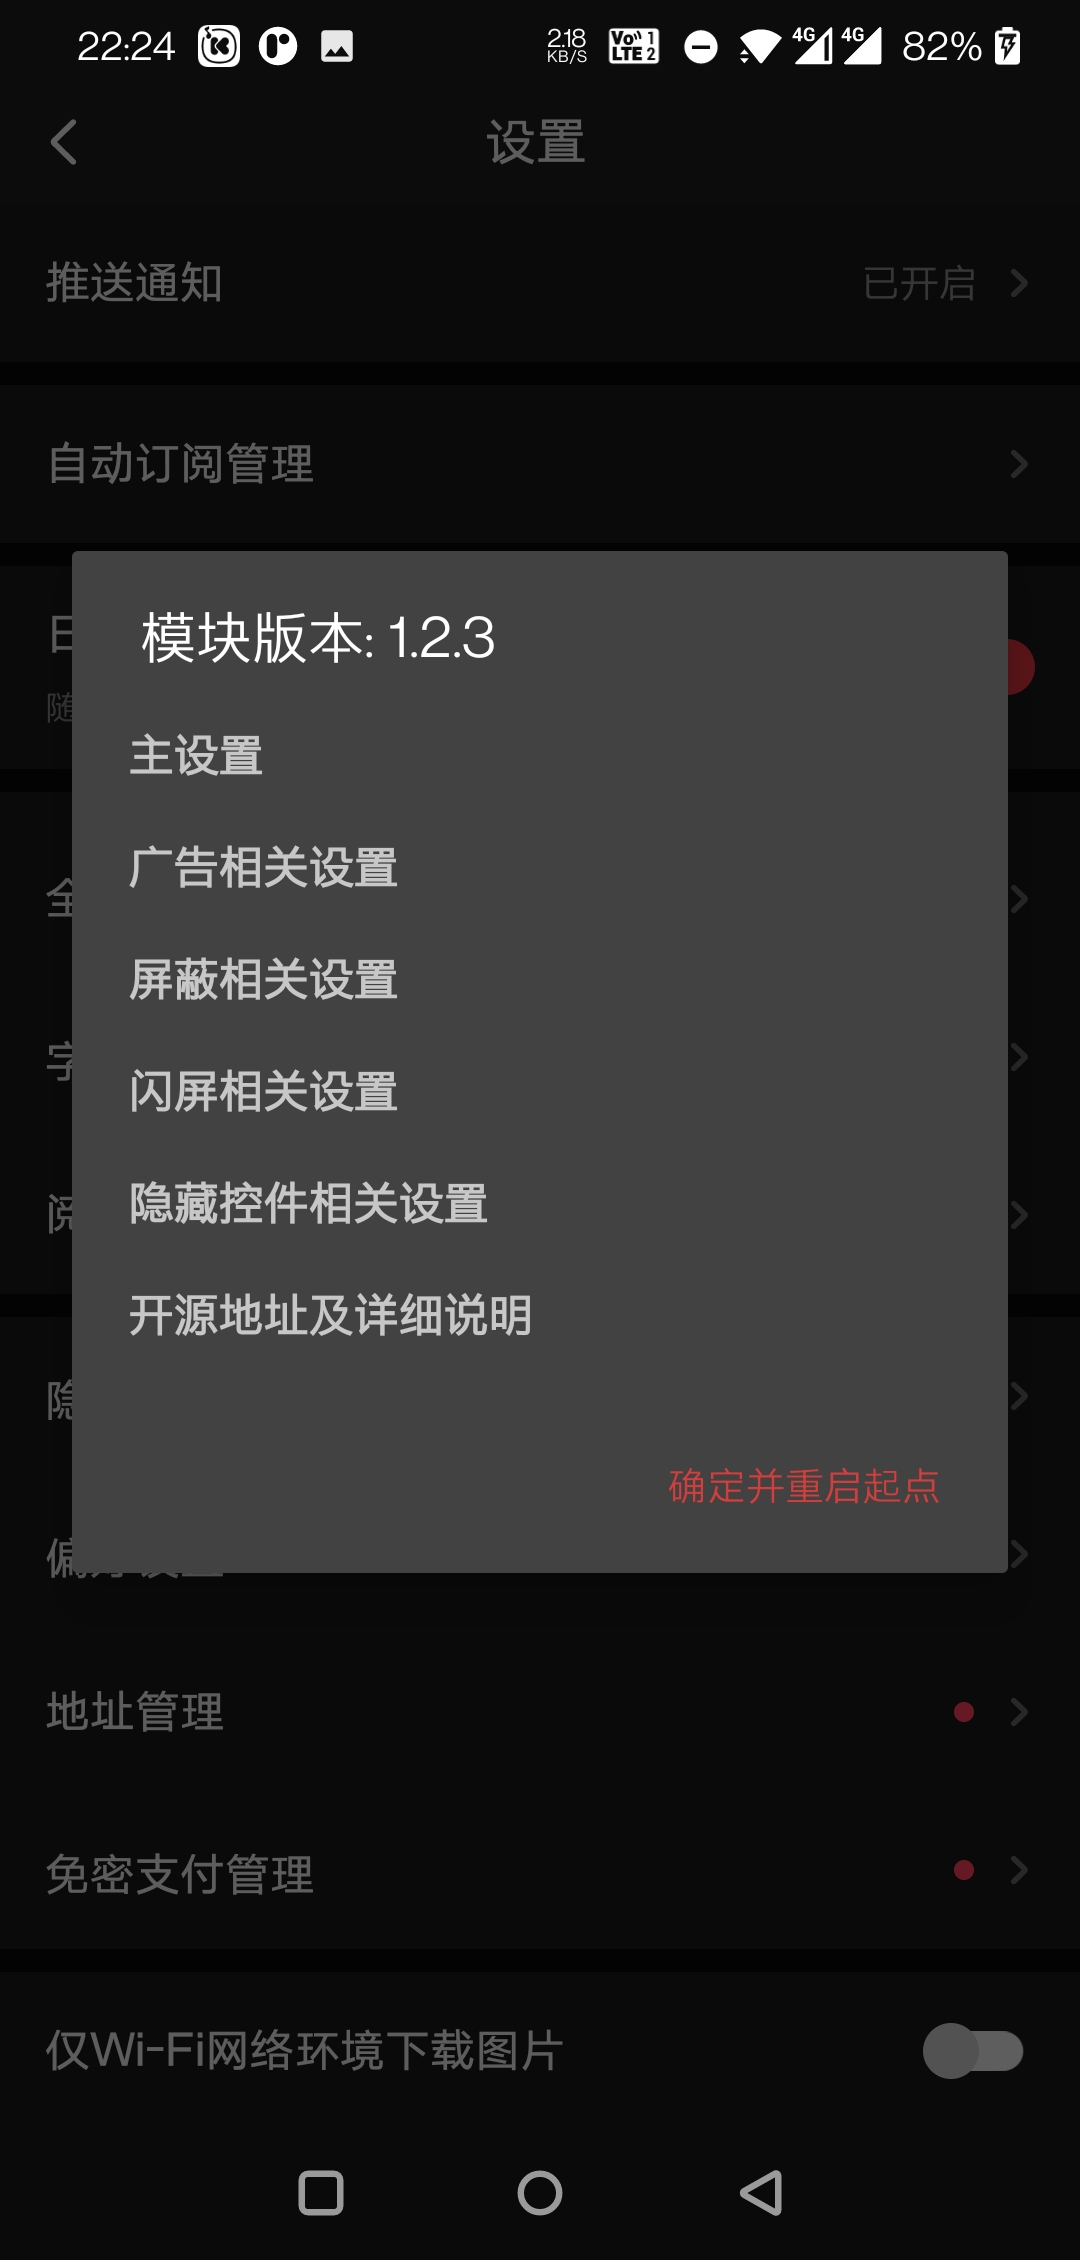 22:24
2.18
KB/S
Vo 1
LTE 2
4G
4G
82%
设置
推送通知
已开启
自动订阅管理
随
模块版本: 1.2.3
主设置
广告相关设置
屏蔽相关设置
闪屏相关设置
隐藏控件相关设置
开源地址及详细说明
确定并重启起点
全
字
阅
隐
地址管理
免密支付管理
仅Wi-Fi网络环境下载图片